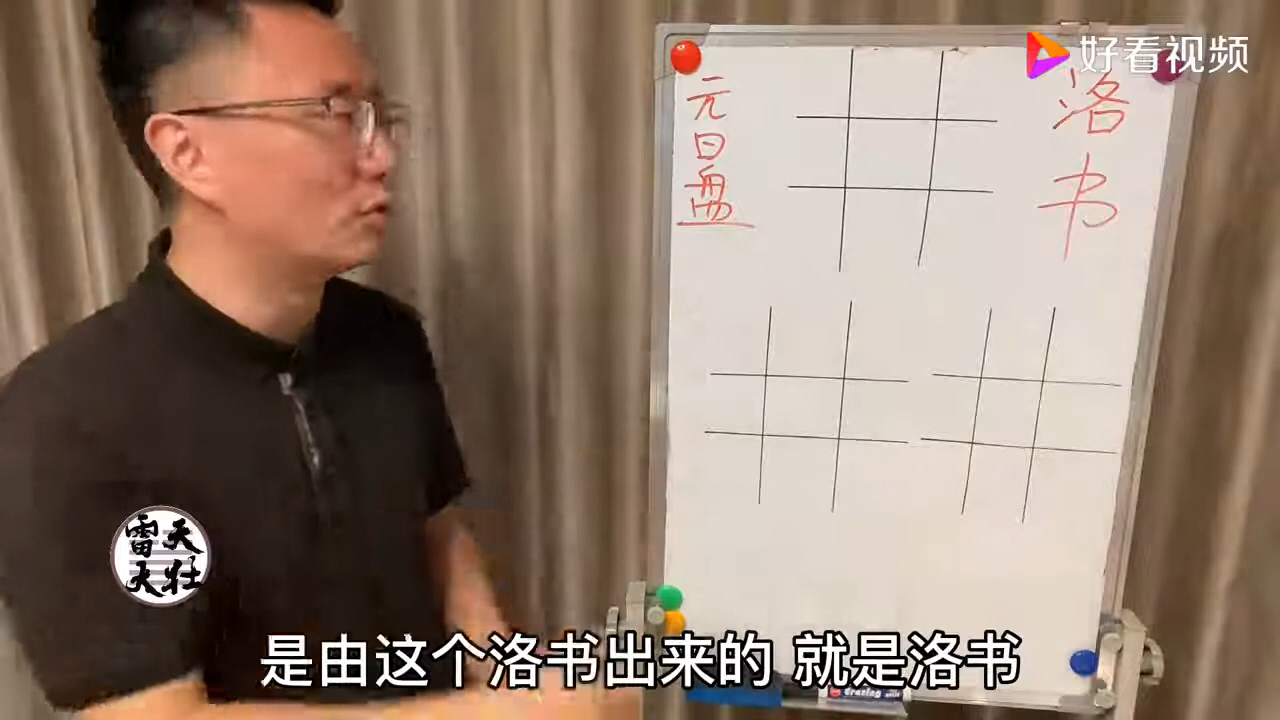 好看视频
元旦盘
洛书
雷天
大壮
是由这个洛书出来的 就是洛书